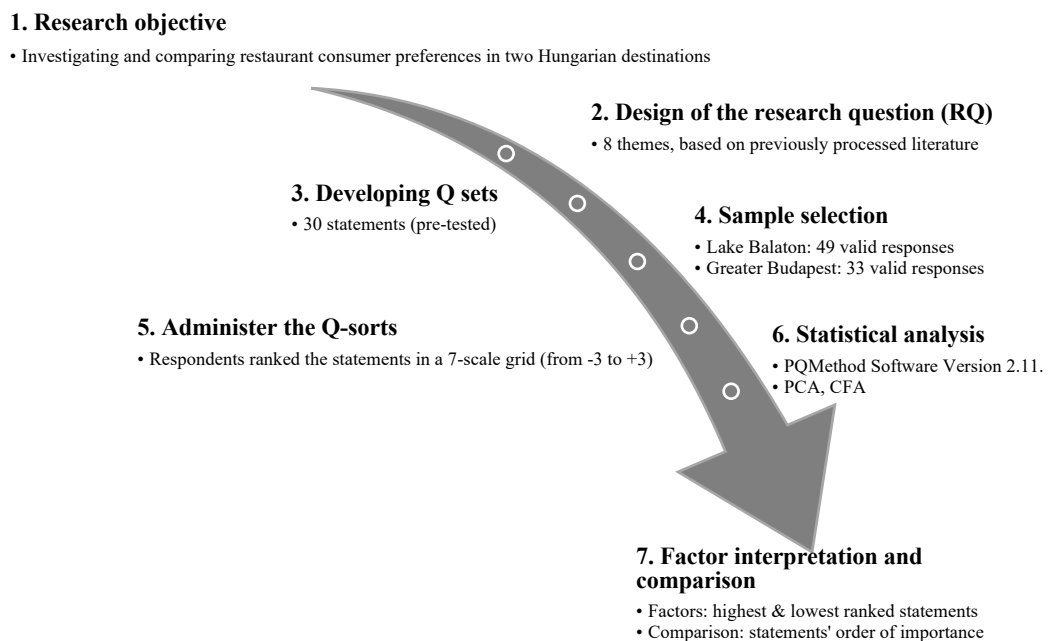 1. Research objective
• Investigating and comparing restaurant consumer preferences in two Hungarian destinations
2. Design of the research question (RQ)
• 8 themes, based on previously processed literature
3. Developing Q sets
• 30 statements (pre-tested)
4. Sample selection
• Lake Balaton: 49 valid responses
• Greater Budapest: 33 valid responses
5. Administer the Q-sorts
• Respondents ranked the statements in a 7-scale grid (from -3 to +3)
6. Statistical analysis
• PQMethod Software Version 2.11.
• PCA, CFA
7. Factor interpretation and
comparison
• Factors: highest & lowest ranked statements
• Comparison: statements' order of importance